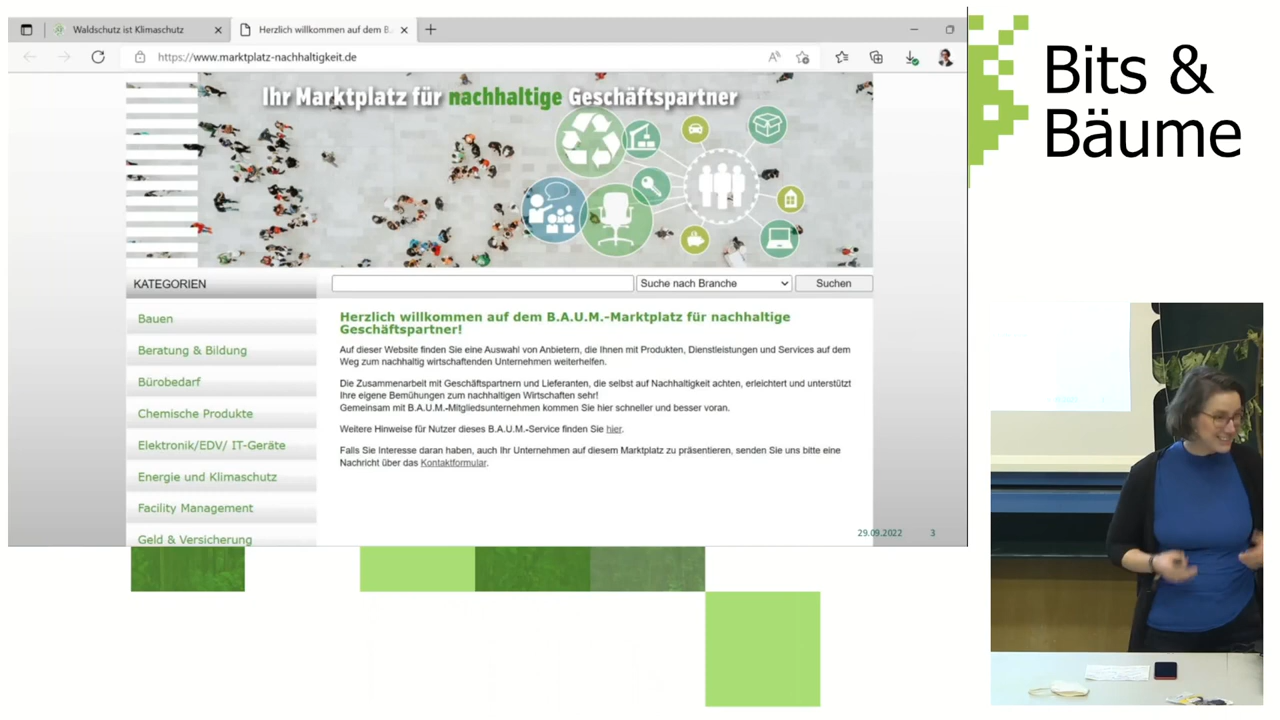 Waldschutz ist Klimaschutz
Herzlich willkommen auf dem B
https://www.marktplatz-nachhaltigkeit.de
Ihr Marktplatz für nachhaltige Geschäftspartner
KATEGORIEN
Suche nach Branche
Suchen
Bauen
Beratung & Bildung
Bürobedarf
Chemische Produkte
Elektronik/EDV/ IT-Geräte
Energie und Klimaschutz
Facility Management
Geld & Versicherung
Herzlich willkommen auf dem B.A.U.M.-Marktplatz für nachhaltige
Geschäftspartner!
Auf dieser Website finden Sie eine Auswahl von Anbietern, die Ihnen mit Produkten, Dienstleistungen und Services auf dem
Weg zum nachhaltig wirtschaftenden Unternehmen weiterhelfen.
Die Zusammenarbeit mit Geschäftspartnern und Lieferanten, die selbst auf Nachhaltigkeit achten, erleichtert und unterstützt
Ihre eigene Bemühungen zum nachhaltigen Wirtschaften sehr!
Gemeinsam mit B.A.U.M.-Mitgliedsunternehmen kommen Sie hier schneller und besser voran.
Weitere Hinweise für Nutzer dieses B.A.U.M.-Service finden Sie hier.
Falls Sie Interesse daran haben, auch Ihr Unternehmen auf diesem Marktplatz zu präsentieren, senden Sie uns bitte eine
Nachricht über das Kontaktformular.
29.09.2022 3
Bits &
Bäume